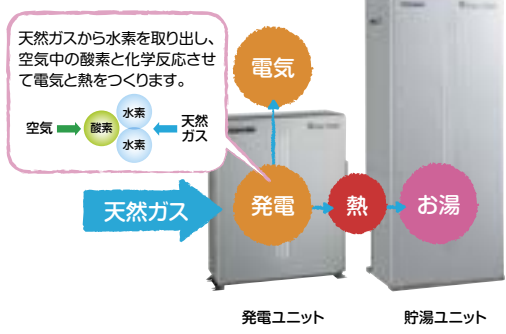 天然ガスから水素を取り出し、
空気中の酸素と化学反応させ
て電気と熱をつくります。
空気
酸素
水素
水素
天然
ガス
電気
天然ガス
発電
熱
お湯
発電ユニット
貯湯ユニット